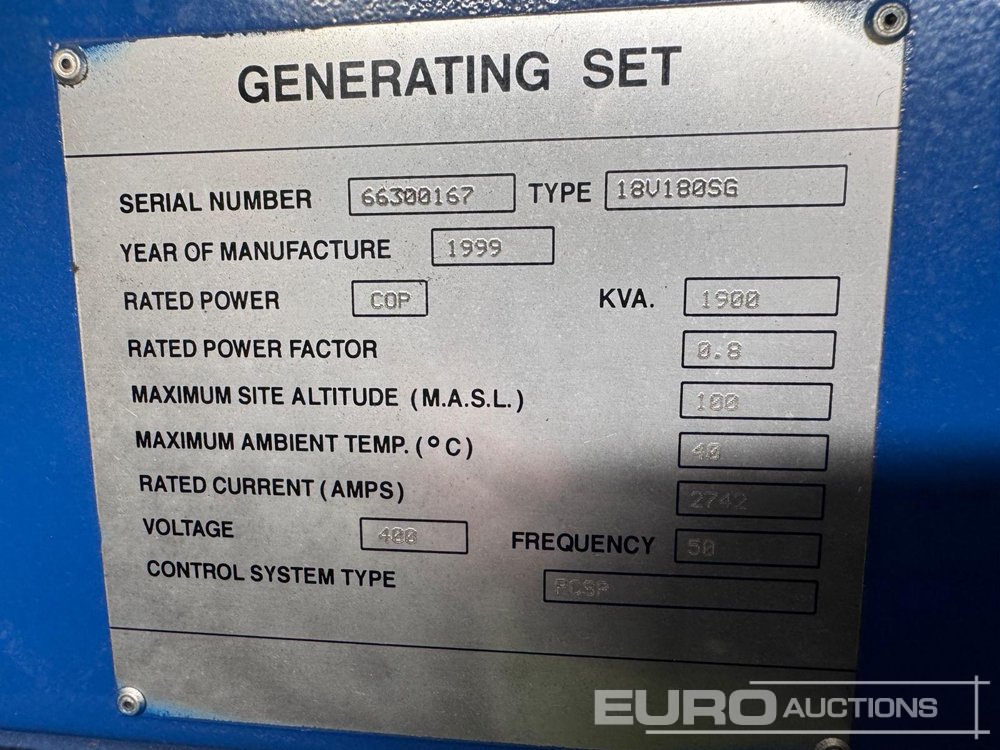 GENERATING SET
SERIAL NUMBER 66300167 TYPE 18V180SG
YEAR OF MANUFACTURE 1999
RATED POWER COP KVA. 1900
RATED POWER FACTOR 0.8
MAXIMUM SITE ALTITUDE (M.A.S.L.) 100
MAXIMUM AMBIENT TEMP. (°C) 40
RATED CURRENT (AMPS) 2742
VOLTAGE 400 FREQUENCY 50
CONTROL SYSTEM TYPE PCSP
EURO AUCTIONS